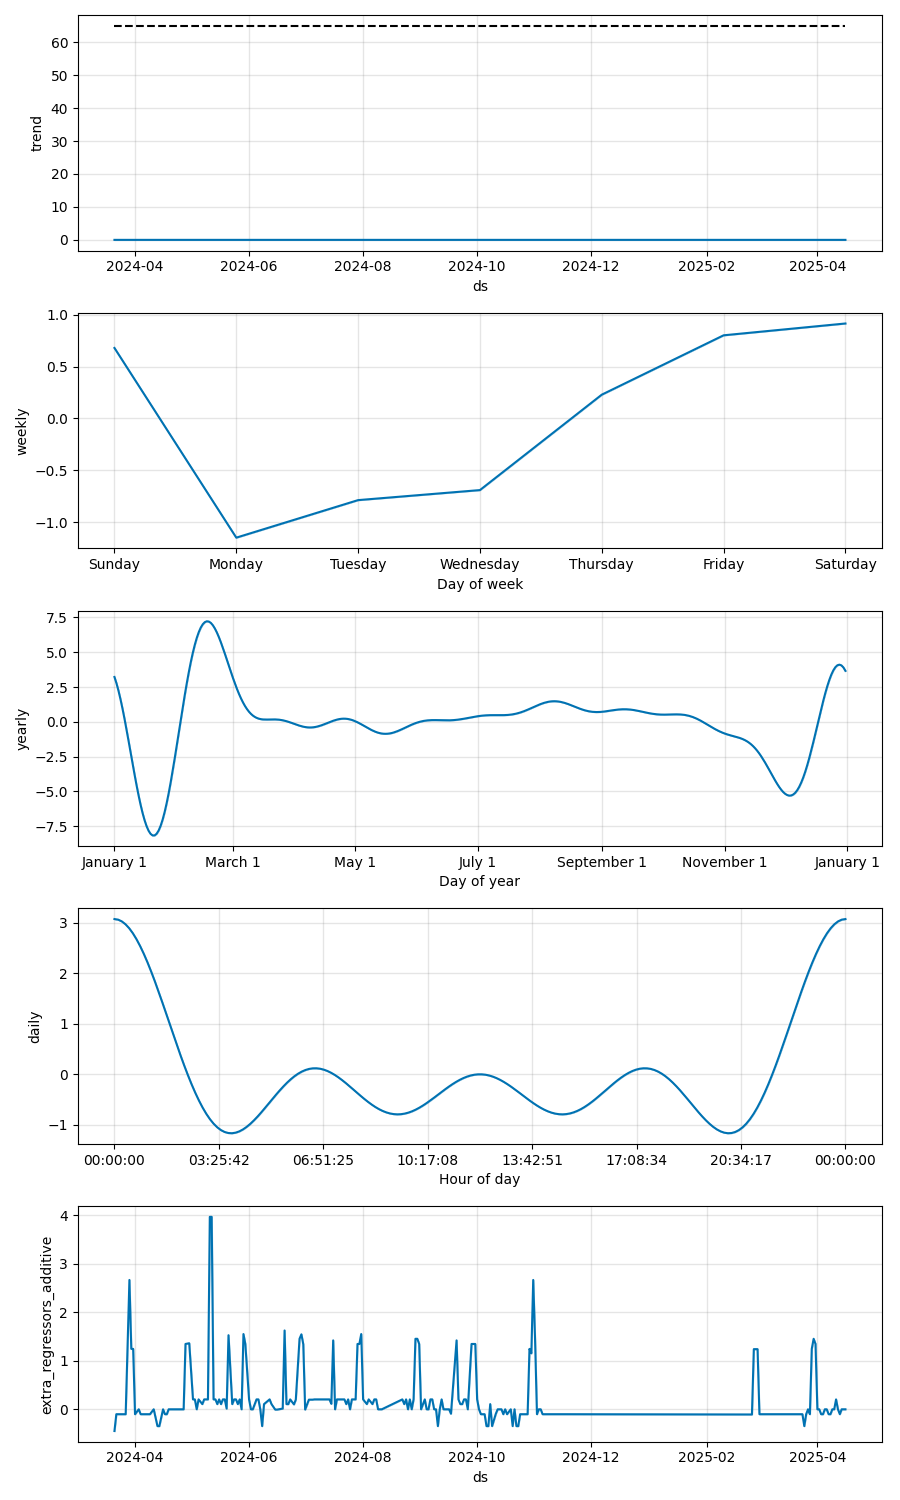 60
50
40
30
20
10
0
trend
2024-04 2024-06 2024-08 2024-10 2024-12 2025-02 2025-04
ds
1.0
0.5
0.0
−0.5
−1.0
weekly
Sunday Monday Tuesday Wednesday Thursday Friday Saturday
Day of week
7.5
5.0
2.5
0.0
−2.5
−5.0
−7.5
yearly
January 1 March 1 May 1 July 1 September 1 November 1 January 1
Day of year
3
2
1
0
−1
daily
00:00:00 03:25:42 06:51:25 10:17:08 13:42:51 17:08:34 20:34:17 00:00:00
Hour of day
4
3
2
1
0
extra_regressors_additive
2024-04 2024-06 2024-08 2024-10 2024-12 2025-02 2025-04
ds